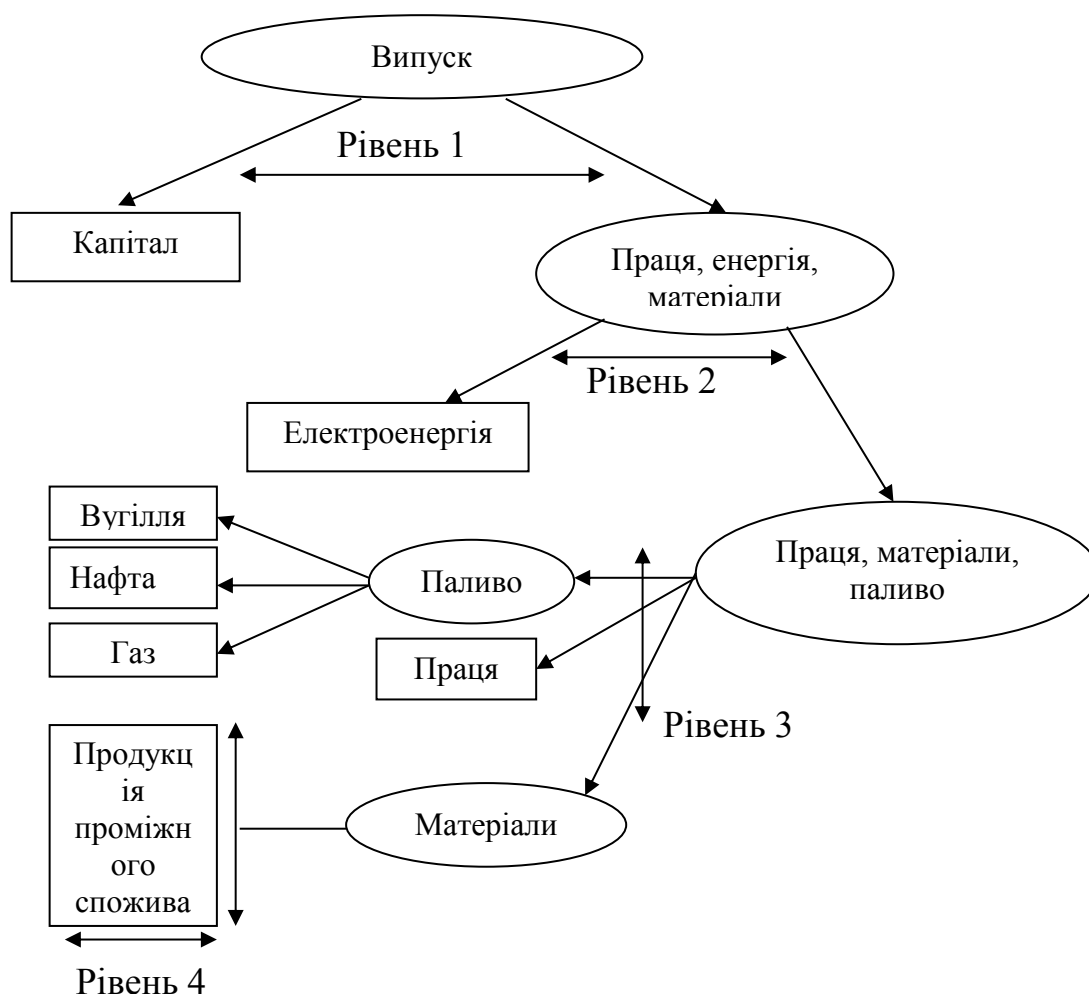 Випуск
Рівень 1
Капітал
Праця, енергія,
матеріали
Рівень 2
Електроенергія
Вугілля
Нафта
Газ
Паливо
Праця
Праця, матеріали,
паливо
Рівень 3
Продукц
ія
проміжн
ого
спожива
Матеріали
Рівень 4